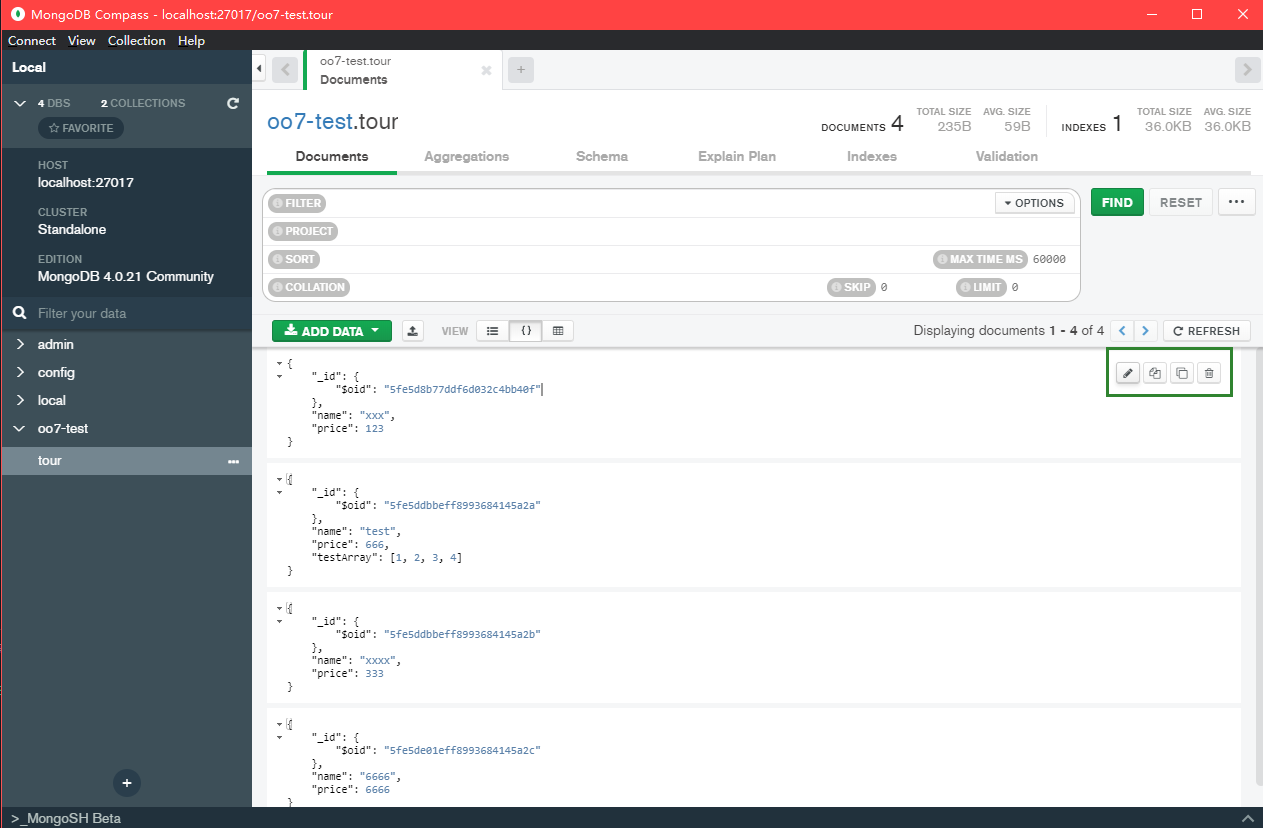 MongoDB Compass - localhost:27017/oo7-test.tour
Connect View Collection Help
Local
4 DBS 2 COLLECTIONS
FAVORITE
HOST
localhost:27017
CLUSTER
Standalone
EDITION
MongoDB 4.0.21 Community
Filter your data
admin
config
local
oo7-test
tour
>_MongoSH Beta
oo7-test.tour
Documents
oo7-test.tour
DOCUMENTS 4
TOTAL SIZE AVG. SIZE
235B 59B
INDEXES 1
TOTAL SIZE AVG. SIZE
36.0KB 36.0KB
Documents Aggregations Schema Explain Plan Indexes Validation
FILTER OPTIONS
PROJECT
SORT MAX TIME MS 60000
COLLATION SKIP 0 LIMIT 0
FIND RESET
ADD DATA VIEW {} Displaying documents 1 - 4 of 4 REFRESH
{
"_id": {
"$oid": "5fe5d8b77ddf6d032c4bb40f"
},
"name": "xxx",
"price": 123
}
{
"_id": {
"$oid": "5fe5ddbbeff8993684145a2a"
},
"name": "test",
"price": 666,
"testArray": [1, 2, 3, 4]
}
{
"_id": {
"$oid": "5fe5ddbbeff8993684145a2b"
},
"name": "xxxx",
"price": 333
}
{
"_id": {
"$oid": "5fe5de01eff8993684145a2c"
},
"name": "6666",
"price": 6666
}